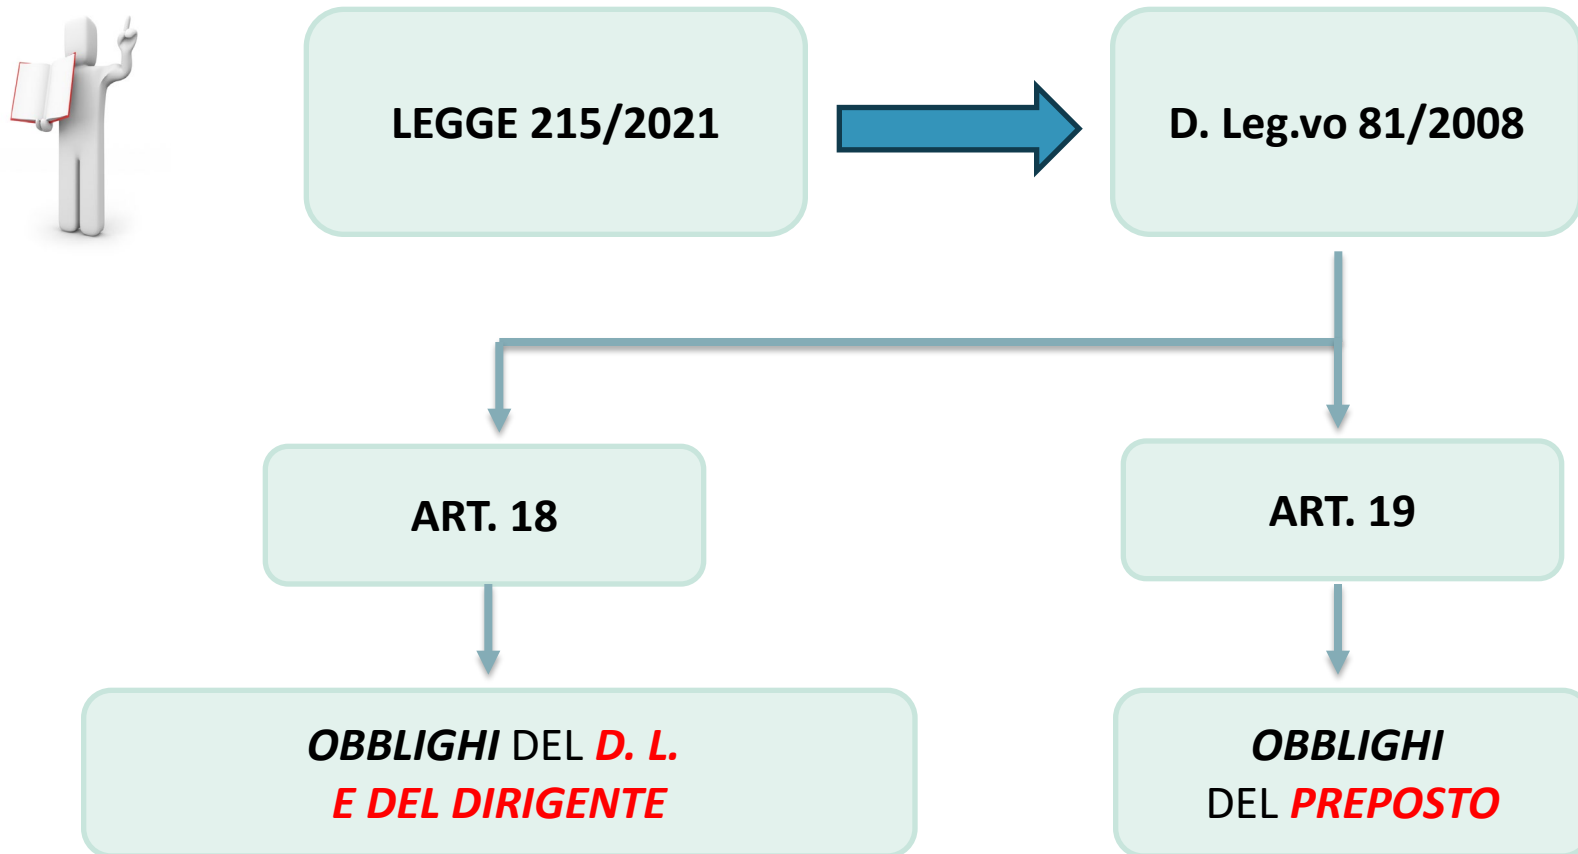 LEGGE 215/2021
D. Leg.vo 81/2008
ART. 18
ART. 19
OBBLIGHI DEL D. L.
E DEL DIRIGENTE
OBBLIGHI
DEL PREPOSTO